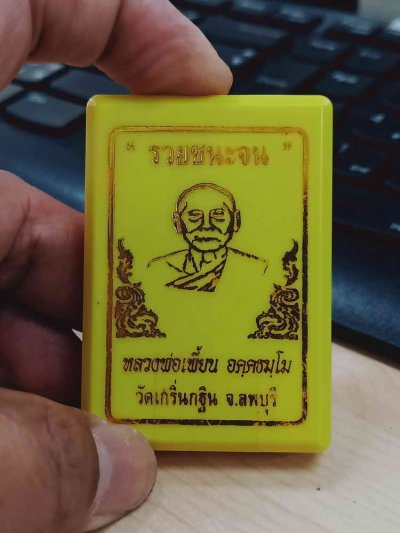 " รวยชนะจน "
หลวงพ่อเพี้ยน อคฺคธมฺโม
วัดเกริ่นกฐิน จ.ลพบุรี